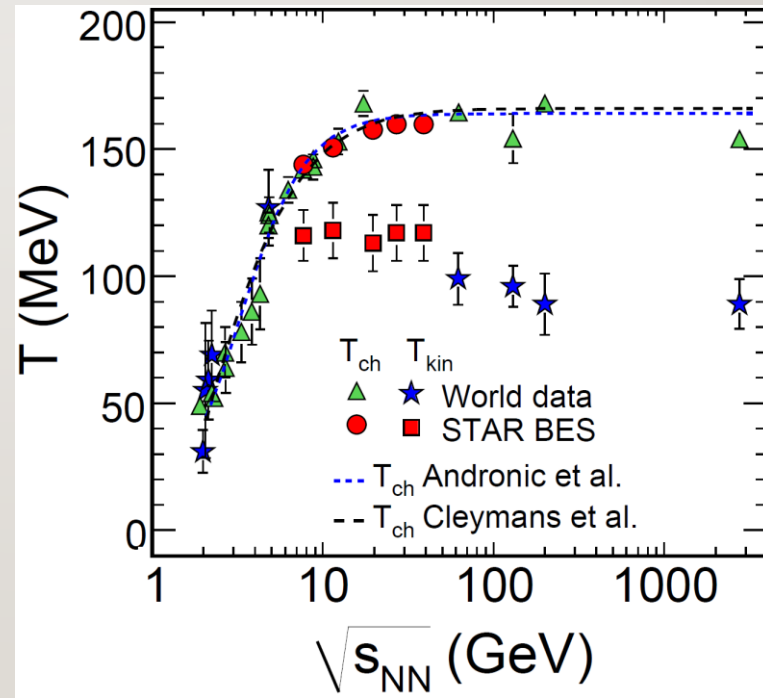 200
150
100
50
0
T (MeV)
T_ch T_kin
World data
STAR BES
T_ch Andronic et al.
T_ch Cleymans et al.
1 10 100 1000
√s_NN (GeV)